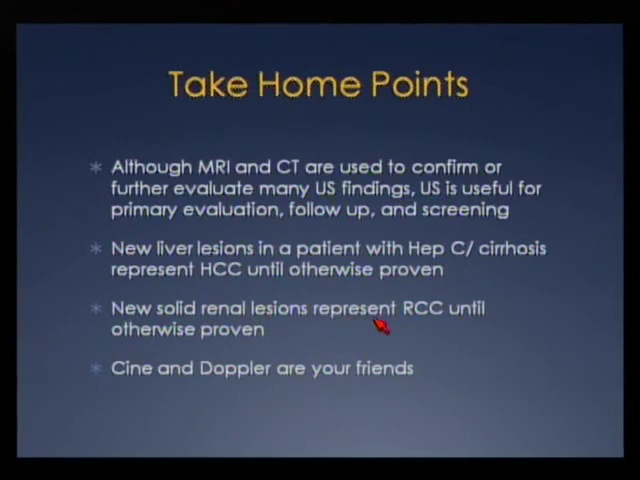 Take Home Points
Although MRI and CT are used to confirm or
further evaluate many US findings, US is useful for
primary evaluation, follow up, and screening
New liver lesions in a patient with Hep C/ cirrhosis
represent HCC until otherwise proven
New solid renal lesions represent RCC until
otherwise proven
Cine and Doppler are your friends